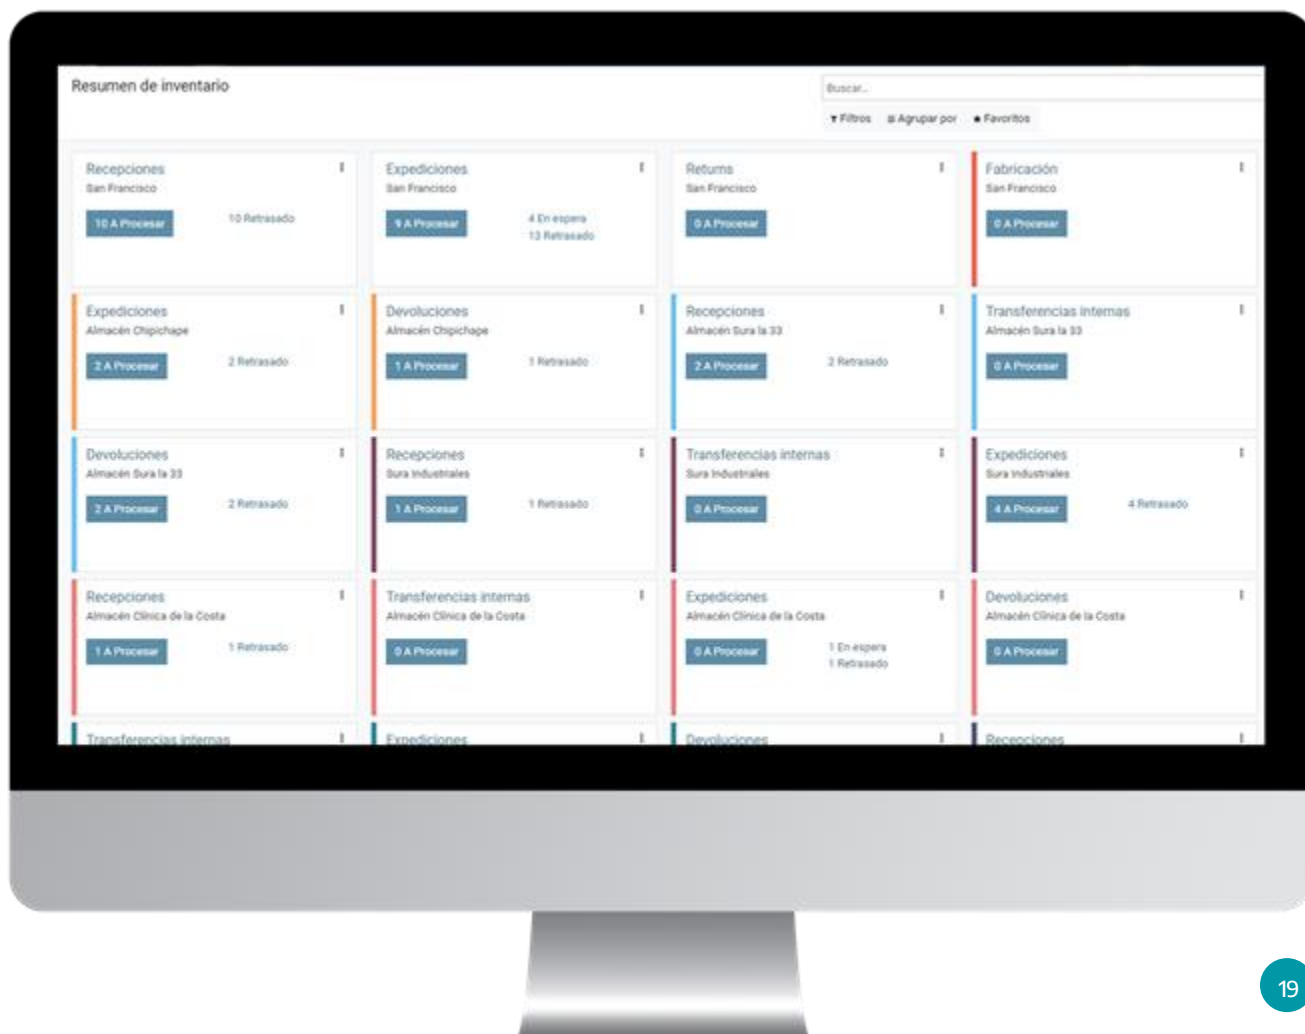 Resumen de inventario
Buscar...
Filtros Agrupar por Favoritos
Recepciones
San Francisco
10 A Procesar 10 Retrasado
Expediciones
San Francisco
9 A Procesar 4 En espera
13 Retrasado
Returns
San Francisco
0 A Procesar
Fabricación
San Francisco
0 A Procesar
Expediciones
Almacén Chipichape
2 A Procesar 2 Retrasado
Devoluciones
Almacén Chipichape
1 A Procesar 1 Retrasado
Recepciones
Almacén Sura la 33
2 A Procesar 2 Retrasado
Transferencias internas
Almacén Sura la 33
0 A Procesar
Devoluciones
Almacén Sura la 33
2 A Procesar 2 Retrasado
Recepciones
Sura Industriales
1 A Procesar 1 Retrasado
Transferencias internas
Sura Industriales
0 A Procesar
Expediciones
Sura Industriales
4 A Procesar 4 Retrasado
Recepciones
Almacén Clínica de la Costa
1 A Procesar 1 Retrasado
Transferencias internas
Almacén Clínica de la Costa
0 A Procesar
Expediciones
Almacén Clínica de la Costa
0 A Procesar 1 En espera
1 Retrasado
Devoluciones
Almacén Clínica de la Costa
0 A Procesar
Transferencias internas
Expediciones
Devoluciones
Recepciones
19